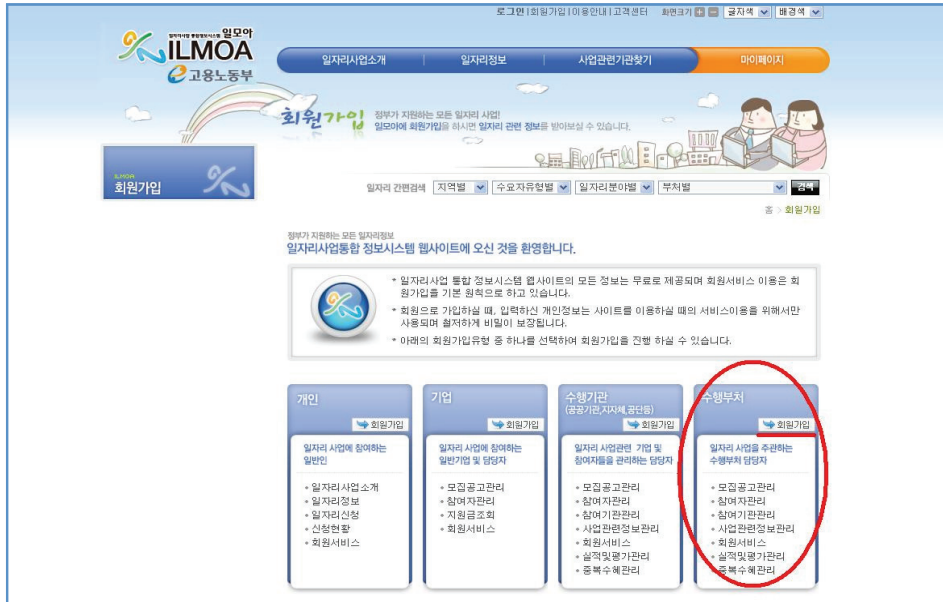 로그인 | 회원가입 | 이용안내 | 고객센터 화면크기 글자색 배경색
일자리사업 통합정보시스템 일모아
ILMOA
고용노동부
일자리사업소개 | 일자리정보 | 사업관련기관찾기 마이페이지
회원가입
정부가 지원하는 모든 일자리 사업!
일모아에 회원가입을 하시면 일자리 관련 정보를 받아보실 수 있습니다.
ILMOA
회원가입
일자리 간편검색 지역별 수요자유형별 일자리분야별 부처별 검색
홈 > 회원가입
정부가 지원하는 모든 일자리정보
일자리사업통합 정보시스템 웹사이트에 오신 것을 환영합니다.
* 일자리사업 통합 정보시스템 웹사이트의 모든 정보는 무료로 제공되며 회원서비스 이용은 회
원가입을 기본 원칙으로 하고 있습니다.
* 회원으로 가입하실 때, 입력하신 개인정보는 사이트를 이용하실 때의 서비스이용을 위해서만
사용되며 철저하게 비밀이 보장됩니다.
* 아래의 회원가입유형 중 하나를 선택하여 회원가입을 진행 하실 수 있습니다.
개인
회원가입
일자리 사업에 참여하는
일반인
일자리사업소개
일자리정보
일자리신청
신청현황
회원서비스
기업
회원가입
일자리 사업에 참여하는
일반기업 및 담당자
모집공고관리
참여자관리
지원금조회
회원서비스
수행기관
(공공기관,지자체,공단등)
회원가입
일자리 사업관련 기업 및
참여자들을 관리하는 담당자
모집공고관리
참여자관리
참여기관관리
사업관련정보관리
회원서비스
실적및평가관리
중복수혜관리
수행부처
회원가입
일자리 사업을 주관하는
수행부처 담당자
모집공고관리
참여자관리
참여기관관리
사업관련정보관리
회원서비스
실적및평가관리
중복수혜관리